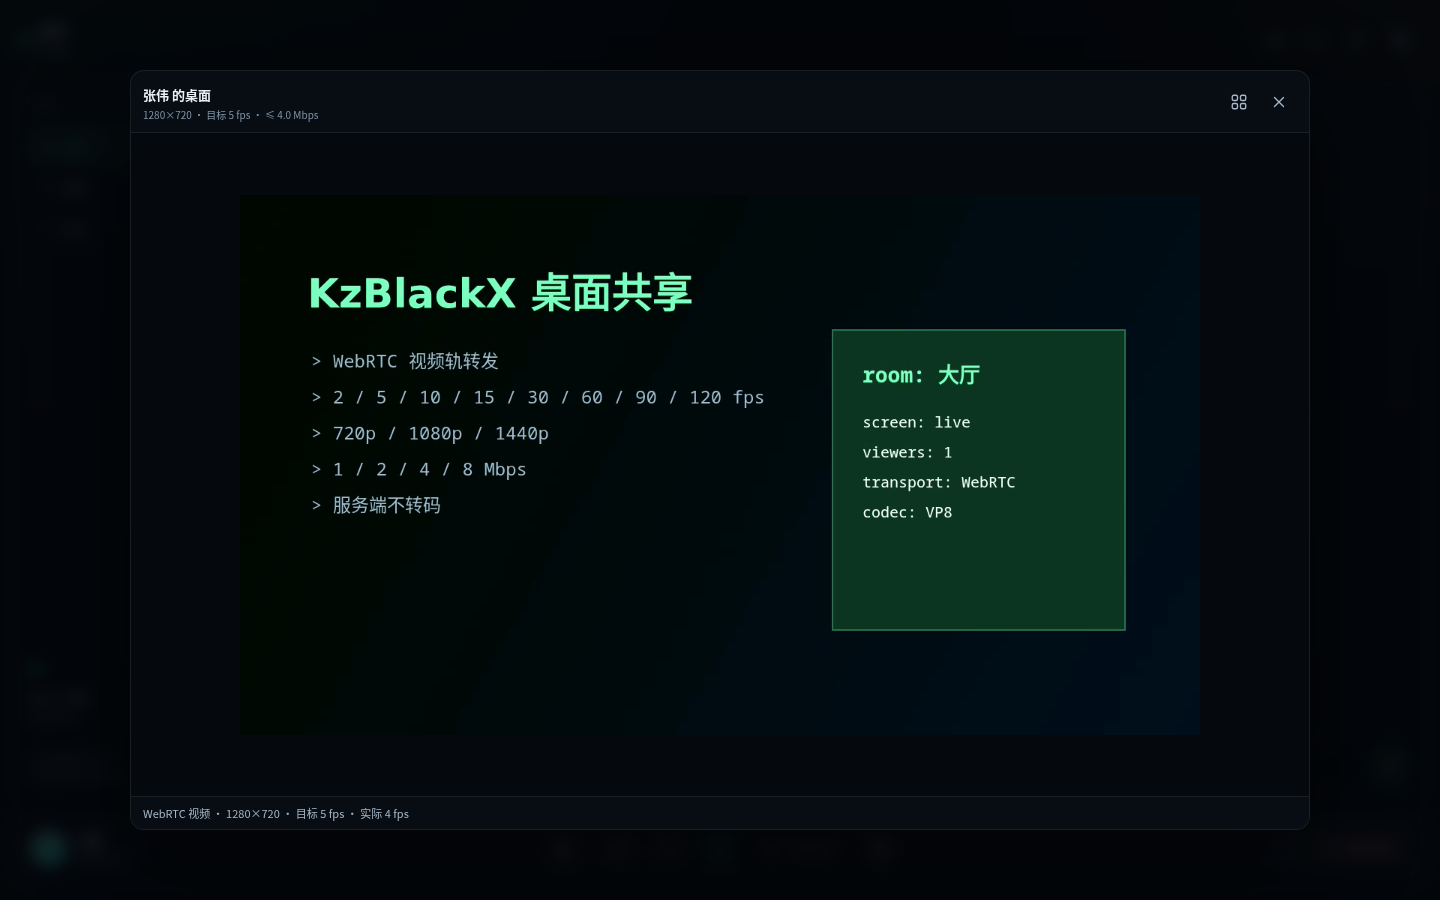 张伟 的桌面
1280×720 · 目标 5 fps · ≤ 4.0 Mbps
KzBlackX 桌面共享
> WebRTC 视频轨转发
> 2 / 5 / 10 / 15 / 30 / 60 / 90 / 120 fps
> 720p / 1080p / 1440p
> 1 / 2 / 4 / 8 Mbps
> 服务端不转码
room: 大厅
screen: live
viewers: 1
transport: WebRTC
codec: VP8
WebRTC 视频 · 1280×720 · 目标 5 fps · 实际 4 fps